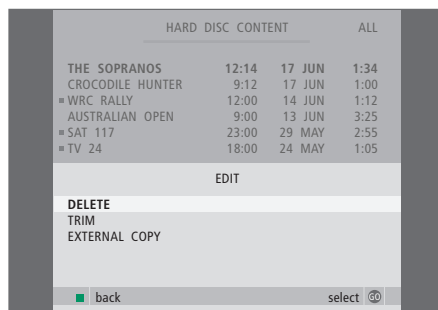 HARD DISC CONTENT ALL
THE SOPRANOS 12:14 17 JUN 1:34
CROCODILE HUNTER 9:12 17 JUN 1:00
WRC RALLY 12:00 14 JUN 1:12
AUSTRALIAN OPEN 9:00 13 JUN 3:25
SAT 117 23:00 29 MAY 2:55
TV 24 18:00 24 MAY 1:05
EDIT
DELETE
TRIM
EXTERNAL COPY
back select GO